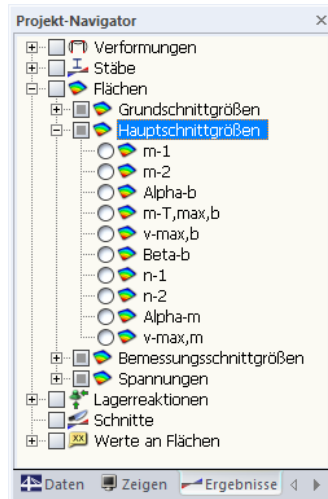 Projekt-Navigator
Verformungen
Stäbe
Flächen
Grundschnittgrößen
Hauptschnittgrößen
m-1
m-2
Alpha-b
m-T,max,b
v-max,b
Beta-b
n-1
n-2
Alpha-m
v-max,m
Bemessungsschnittgrößen
Spannungen
Lagerreaktionen
Schnitte
xx Werte an Flächen
Daten Zeigen Ergebnisse